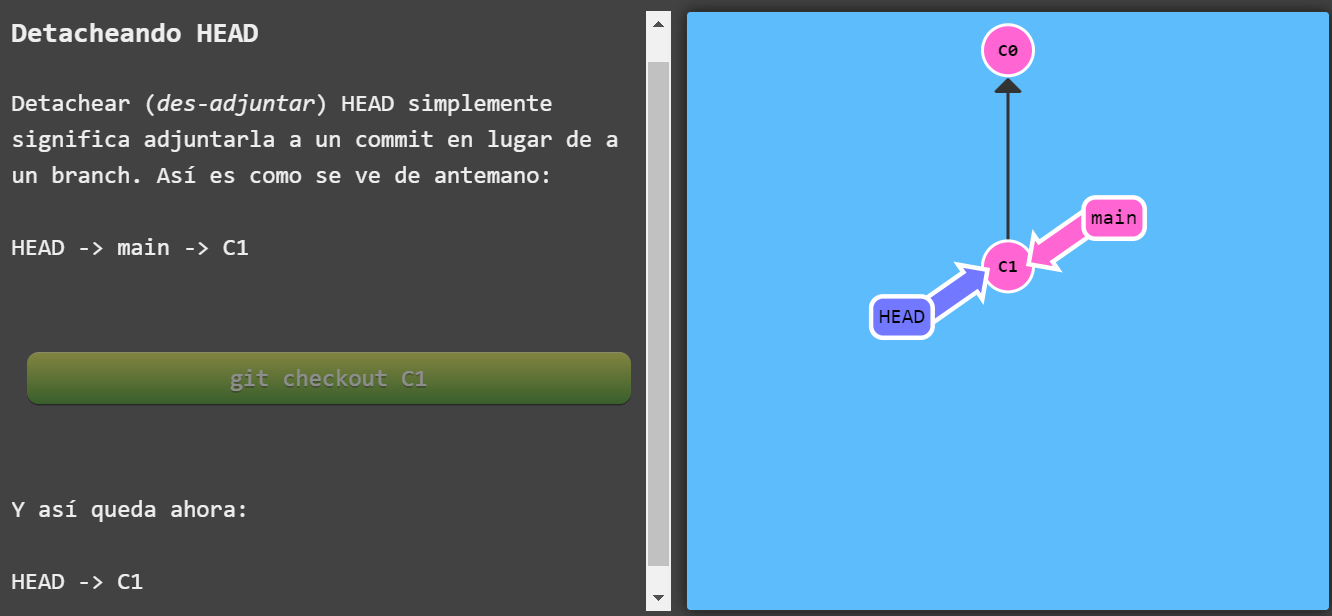 Detacheando HEAD
Detachear (des-adjuntar) HEAD simplemente
significa adjuntarla a un commit en lugar de a
un branch. Así es como se ve de antemano:
HEAD -> main -> C1
git checkout C1
Y así queda ahora:
HEAD -> C1
C0
main
C1
HEAD